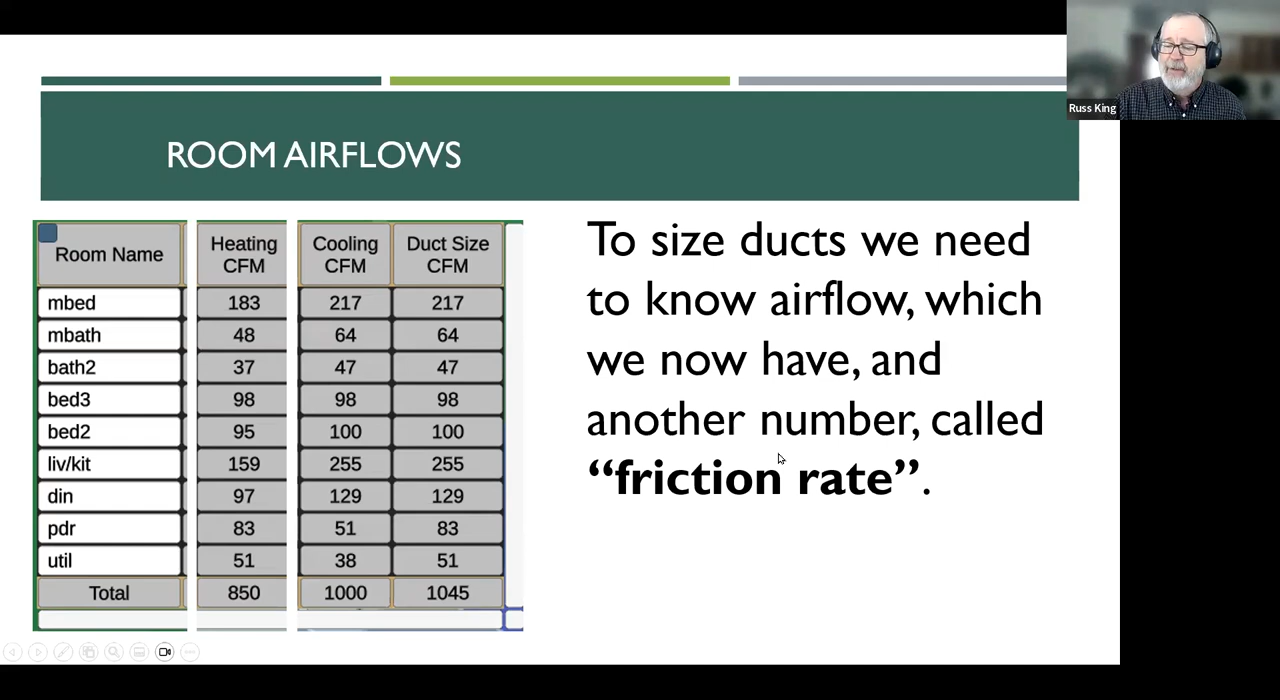 Russ King
ROOM AIRFLOWS
Room Name Heating CFM Cooling CFM Duct Size CFM
mbed 183 217 217
mbath 48 64 64
bath2 37 47 47
bed3 98 98 98
bed2 95 100 100
liv/kit 159 255 255
din 97 129 129
pdr 83 51 83
util 51 38 51
Total 850 1000 1045
To size ducts we need
to know airflow, which
we now have, and
another number, called
“friction rate”.